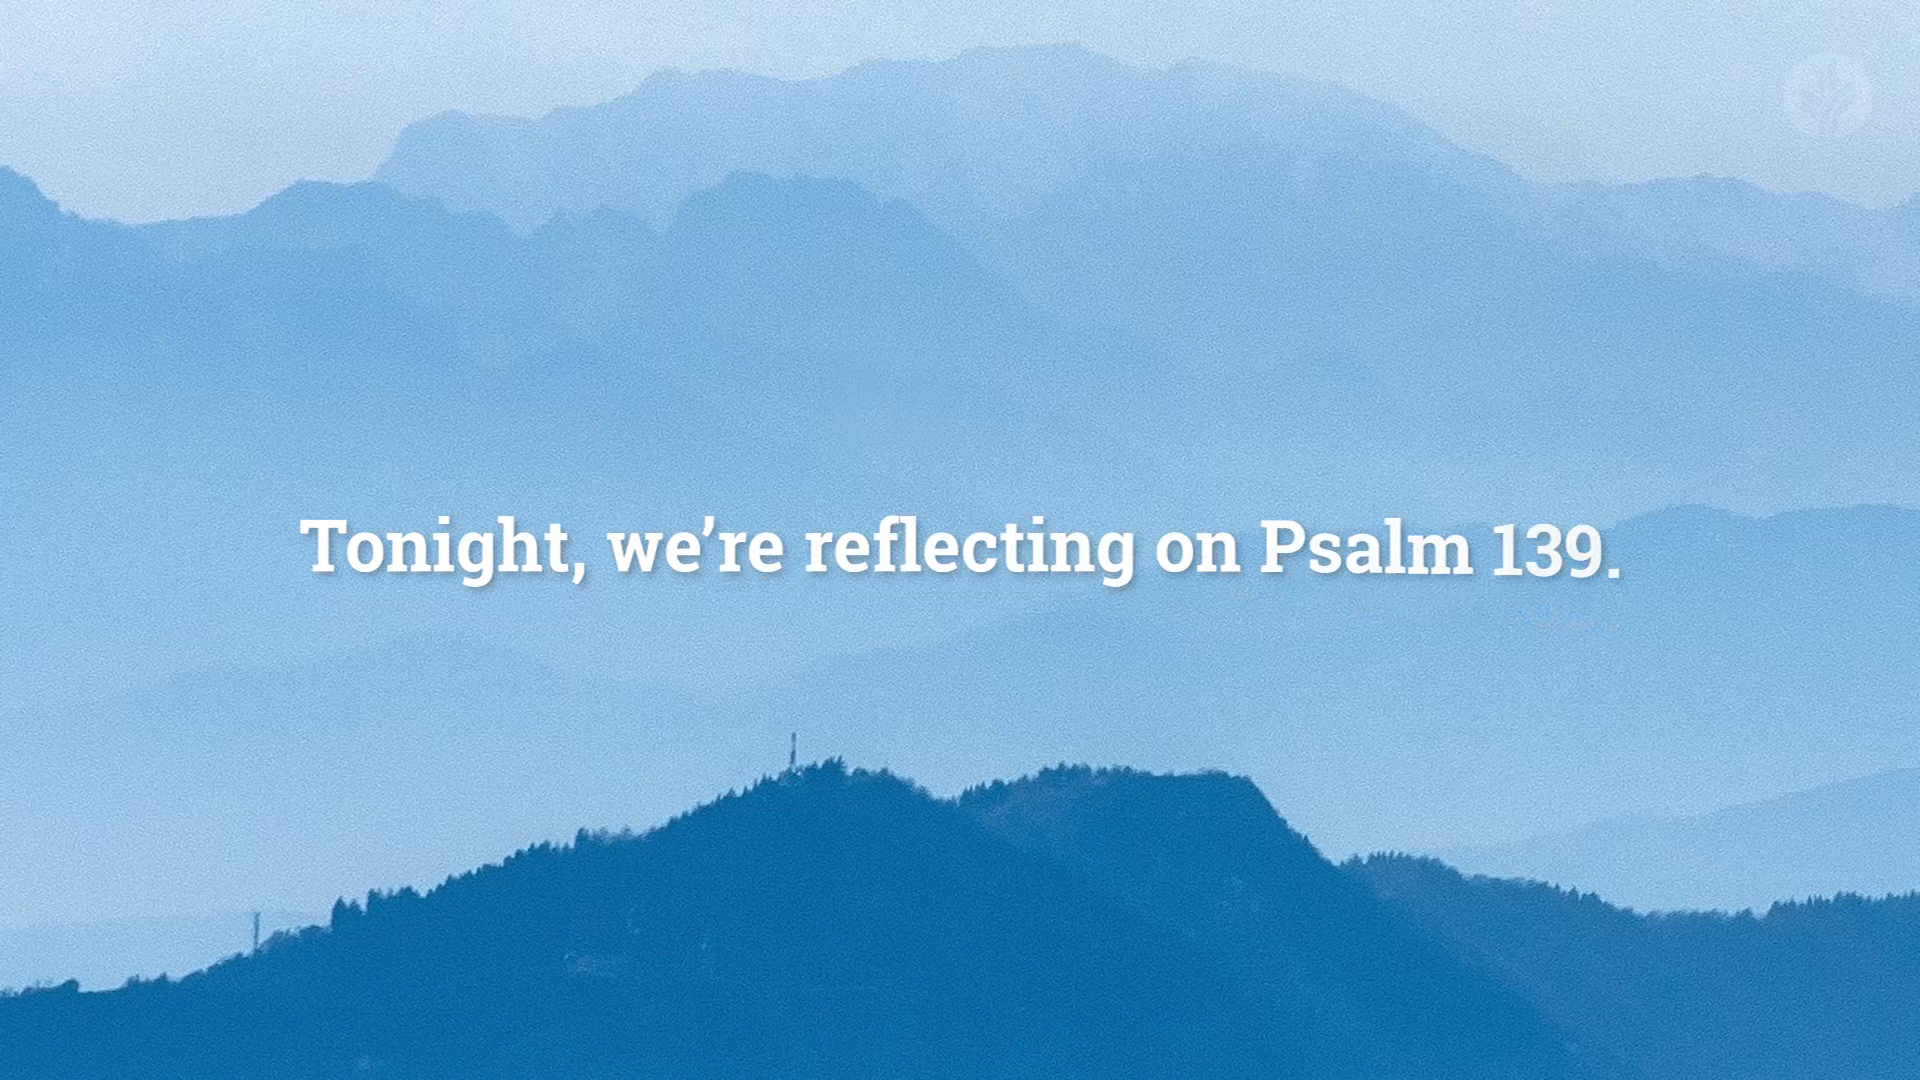 Tonight, we’re reflecting on Psalm 139.